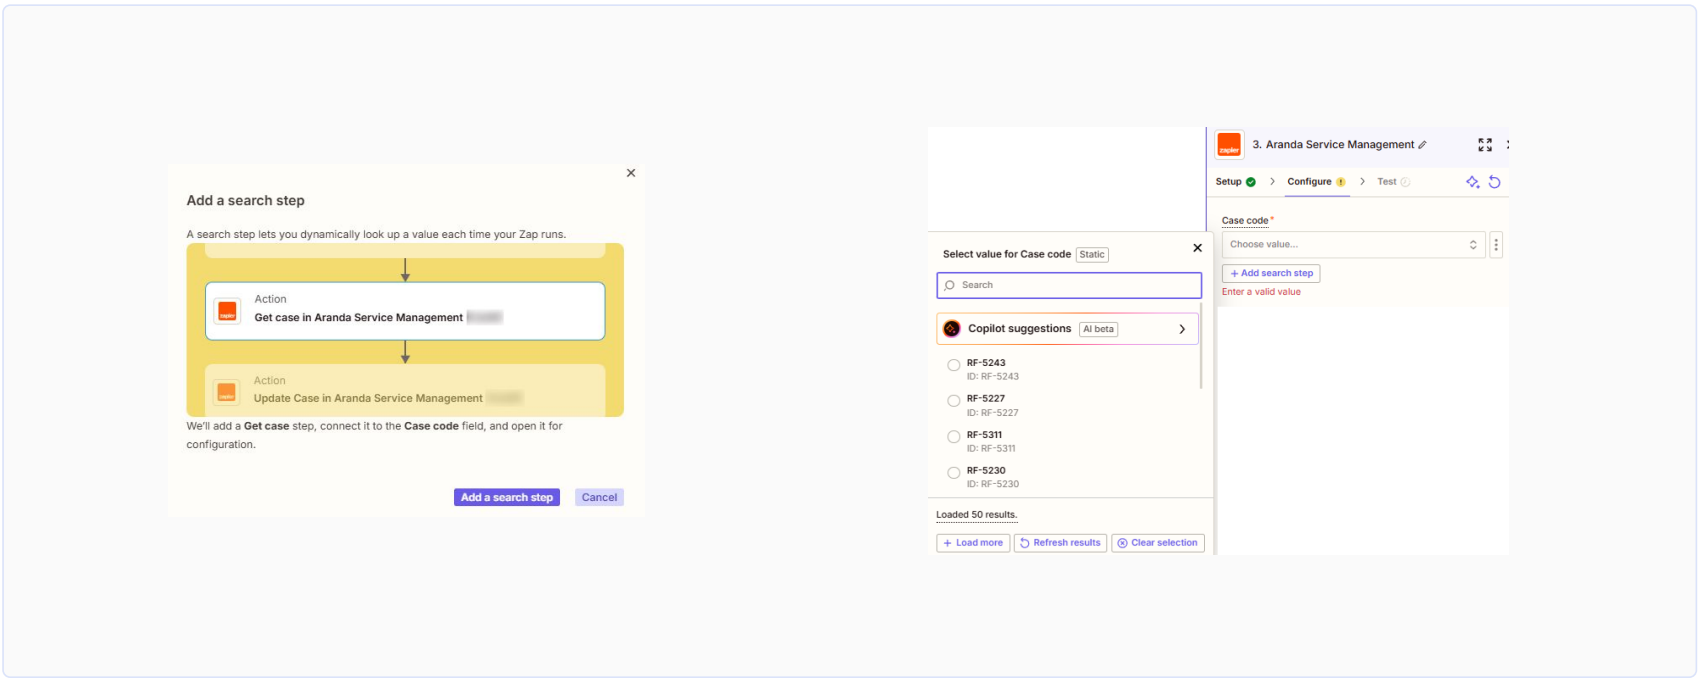 Add a search step
A search step lets you dynamically look up a value each time your Zap runs.
Action
zapier
Get case in Aranda Service Management
Action
zapier
Update Case in Aranda Service Management
We'll add a Get case step, connect it to the Case code field, and open it for
configuration.
Add a search step Cancel
zapier 3. Aranda Service Management
Setup Configure Test
Case code *
Choose value...
+ Add search step
Enter a valid value
Select value for Case code Static
Search
Copilot suggestions AI beta
RF-5243
ID: RF-5243
RF-5227
ID: RF-5227
RF-5311
ID: RF-5311
RF-5230
ID: RF-5230
Loaded 50 results.
+ Load more Refresh results Clear selection